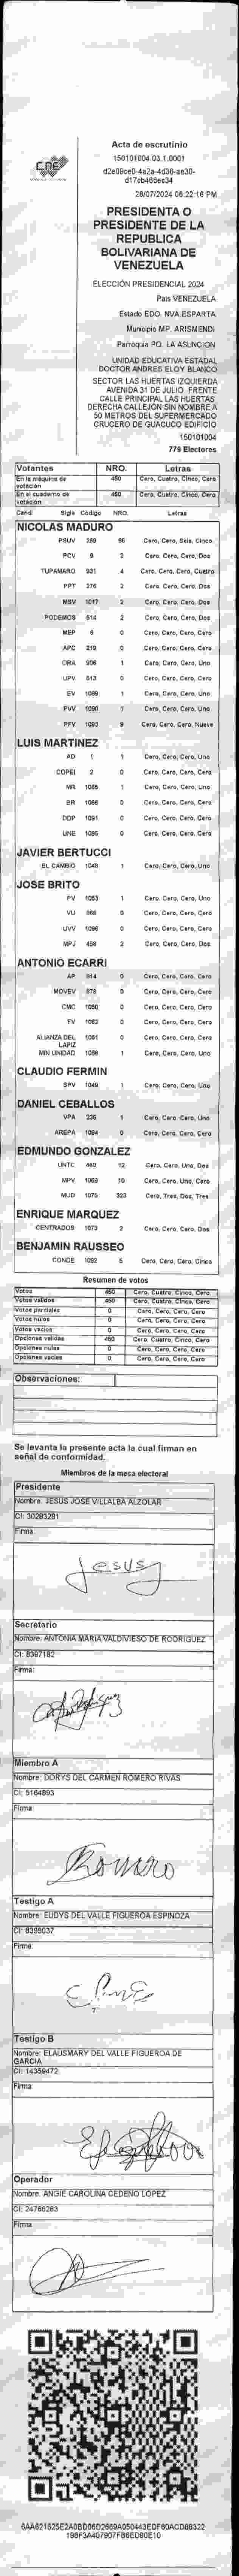 CNE
Acta de escrutinio
150101004.03.1.0001
d2e09ce0-4a2a-4d36-ae30-
d17cb466ec34
28/07/2024 06:22:16 PM
PRESIDENTA O
PRESIDENTE DE LA
REPUBLICA
BOLIVARIANA DE
VENEZUELA
ELECCIÓN PRESIDENCIAL 2024
Pais VENEZUELA
Estado EDO. NVA ESPARTA
Municipio MP. ARISMENDI
Parroquia PQ. LA ASUNCION
UNIDAD EDUCATIVA ESTADAL
DOCTOR ANDRES ELOY BLANCO
SECTOR LAS HUERTAS IZQUIERDA
AVENIDA 31 DE JULIO. FRENTE
CALLE PRINCIPAL LAS HUERTAS.
DERECHA CALLEJÓN SIN NOMBRE A
50 METROS DEL SUPERMERCADO
CRUCERO DE GUACUCO EDIFICIO
150101004
779 Electores
Votantes NRO. Letras
En la máquina de votación 450 Cero, Cuatro, Cinco, Cero
En el cuaderno de votación 450 Cero, Cuatro, Cinco, Cero
Cand Sigla Codigo NRO. Letras
NICOLAS MADURO
PSUV 269 66 Cero, Cero, Seis, Cinco
PCV 9 2 Cero, Cero, Cero, Dos
TUPAMARO 931 4 Cero, Cero, Cero, Cuatro
PPT 276 2 Cero, Cero, Cero, Dos
MSV 1017 2 Cero, Cero, Cero, Dos
PODEMOS 514 2 Cero, Cero, Cero, Dos
MEP 6 0 Cero, Cero, Cero, Cero
APC 219 0 Cero, Cero, Cero, Cero
ORA 906 1 Cero, Cero, Cero, Uno
UPV 513 0 Cero, Cero, Cero, Cero
EV 1089 1 Cero, Cero, Cero, Uno
PVV 1090 1 Cero, Cero, Cero, Uno
PFV 1093 9 Cero, Cero, Cero, Nueve
LUIS MARTINEZ
AD 1 1 Cero, Cero, Cero, Uno
COPEI 2 0 Cero, Cero, Cero, Cero
MR 1069 1 Cero, Cero, Cero, Uno
BR 1066 0 Cero, Cero, Cero, Cero
DDP 1091 0 Cero, Cero, Cero, Cero
UNE 1095 0 Cero, Cero, Cero, Cero
JAVIER BERTUCCI
EL CAMBIO 1048 1 Cero, Cero, Cero, Uno
JOSE BRITO
PV 1053 1 Cero, Cero, Cero, Uno
VU 868 0 Cero, Cero, Cero, Cero
UVV 1096 0 Cero, Cero, Cero, Cero
MPJ 458 2 Cero, Cero, Cero, Dos
ANTONIO ECARRI
AP 914 0 Cero, Cero, Cero, Cero
MOVEV 878 0 Cero, Cero, Cero, Cero
CMC 1050 0 Cero, Cero, Cero, Cero
FV 1062 0 Cero, Cero, Cero, Cero
ALIANZA DEL LAPIZ 1061 0 Cero, Cero, Cero, Cero
MIN UNIDAD 1058 1 Cero, Cero, Cero, Uno
CLAUDIO FERMIN
SPV 1049 1 Cero, Cero, Cero, Uno
DANIEL CEBALLOS
VPA 236 1 Cero, Cero, Cero, Uno
AREPA 1094 0 Cero, Cero, Cero, Cero
EDMUNDO GONZALEZ
UNTC 480 12 Cero, Cero, Uno, Dos
MPV 1069 10 Cero, Cero, Uno, Cero
MUD 1075 323 Cero, Tres, Dos, Tres
ENRIQUE MARQUEZ
CENTRADOS 1073 2 Cero, Cero, Cero, Dos
BENJAMIN RAUSSEO
CONDE 1092 5 Cero, Cero, Cero, Cinco
Resumen de votos
Votos 450 Cero, Cuatro, Cinco, Cero
Votos validos 450 Cero, Cuatro, Cinco, Cero
Votos parciales 0 Cero, Cero, Cero, Cero
Votos nulos 0 Cero, Cero, Cero, Cero
Votos vacios 0 Cero, Cero, Cero, Cero
Opciones validas 450 Cero, Cuatro, Cinco, Cero
Opciones nulas 0 Cero, Cero, Cero, Cero
Opciones vacias 0 Cero, Cero, Cero, Cero
Observaciones:
Se levanta la presente acta la cual firman en
señal de conformidad.
Miembros de la mesa electoral
Presidente
Nombre: JESUS JOSE VILLALBA ALZOLAR
CI: 30283281
Firma:
Jesus
Secretario
Nombre: ANTONIA MARIA VALDIVIESO DE RODRIGUEZ
CI: 8397182
Firma:
Miembro A
Nombre: DORYS DEL CARMEN ROMERO RIVAS
CI: 5164893
Firma:
Romero
Testigo A
Nombre: EUDYS DEL VALLE FIGUEROA ESPINOZA
CI: 8399037
Firma:
Testigo B
Nombre: ELAUSMARY DEL VALLE FIGUEROA DE
GARCIA
CI: 14359472
Firma:
Operador
Nombre: ANGIE CAROLINA CEDEÑO LOPEZ
CI: 24766263
Firma